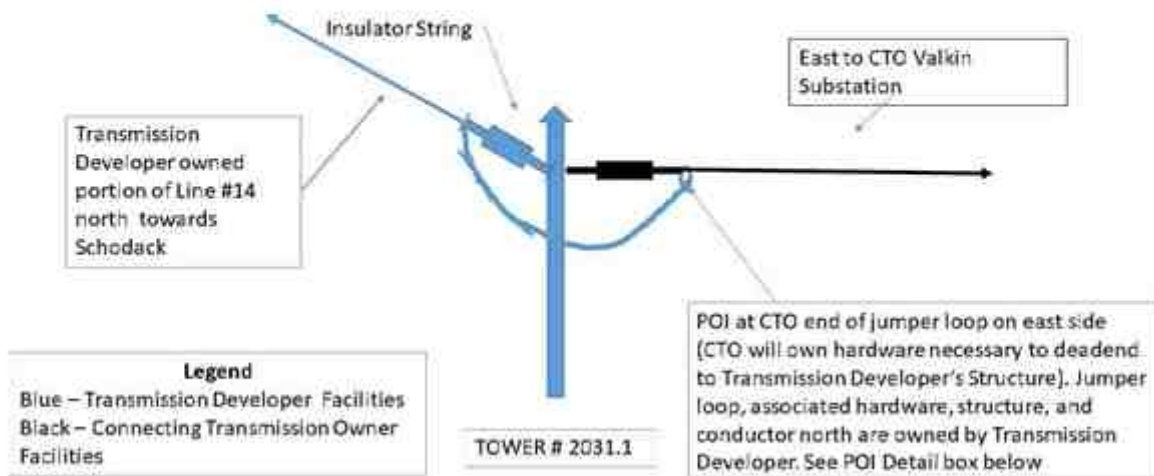 Insulator String
East to CTO Valkin
Substation
Transmission
Developer owned
portion of Line #14
north towards
Schodack
POI at CTO end of jumper loop on east side
(CTO will own hardware necessary to deadend
to Transmission Developer's Structure). Jumper
loop, associated hardware, structure, and
conductor north are owned by Transmission
Developer. See POI Detail box below
Legend
Blue – Transmission Developer Facilities
Black – Connecting Transmission Owner
Facilities
TOWER # 2031.1